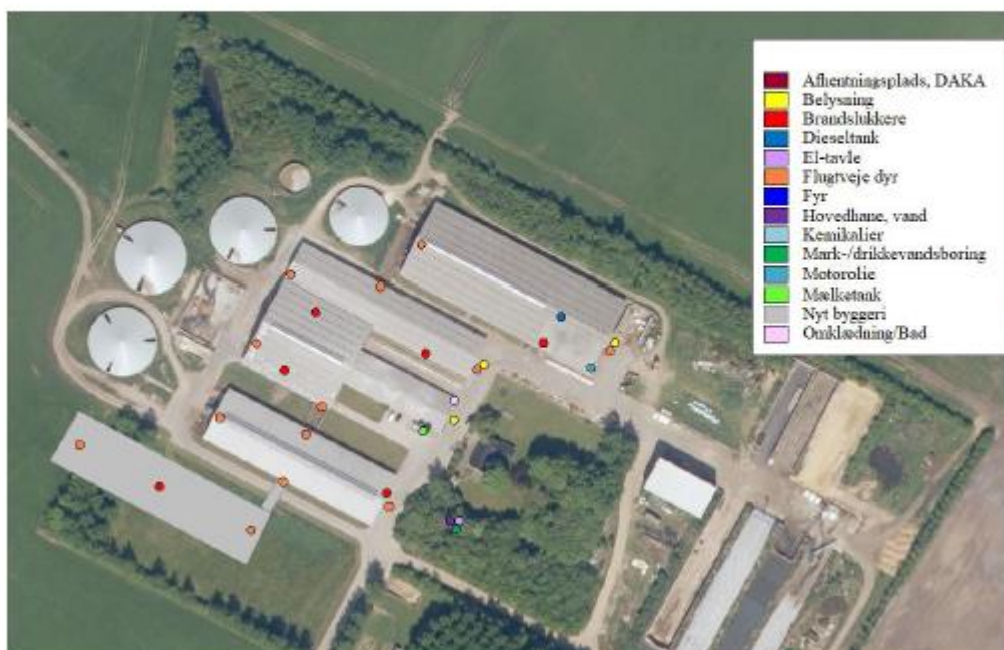 Afhentningsplads, DAKA
Belysning
Brandslukkere
Dieseltank
El-tavle
Flugtveje dyr
Fyr
Hovedhane, vand
Kemikalier
Mark-/drikkevandsboring
Motorolie
Mælketank
Nyt byggeri
Omklædning/Bad